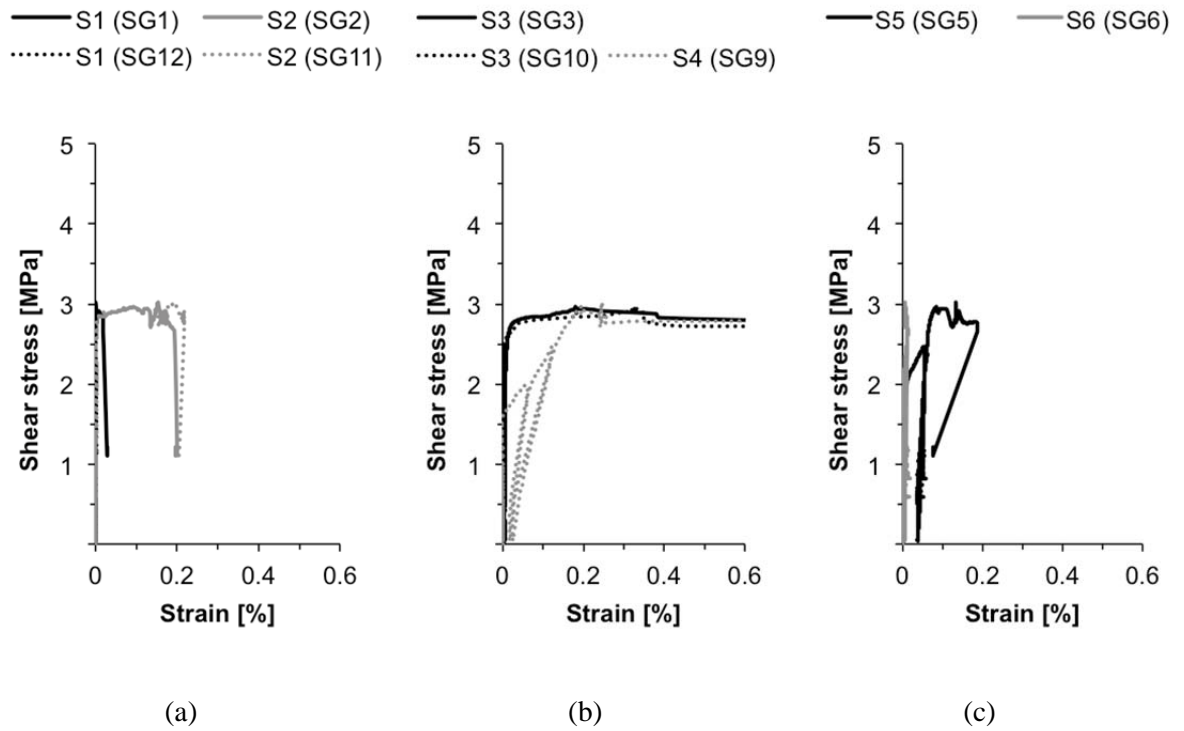 S1 (SG1) S2 (SG2) S3 (SG3) S5 (SG5) S6 (SG6)
S1 (SG12) S2 (SG11) S3 (SG10) S4 (SG9)
5
4
3
2
1
0 0.2 0.4 0.6
Shear stress [MPa]
Strain [%]
(a)
5
4
3
2
1
0 0.2 0.4 0.6
Shear stress [MPa]
Strain [%]
(b)
5
4
3
2
1
0 0.2 0.4 0.6
Shear stress [MPa]
Strain [%]
(c)